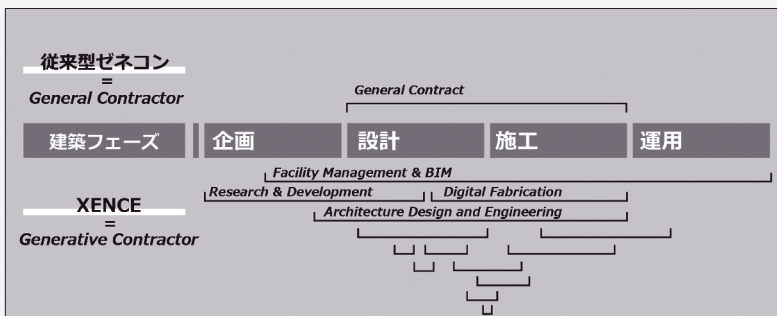 従来型ゼネコン
=
General Contractor
General Contract
建築フェーズ 企画 設計 施工 運用
Facility Management & BIM
Research & Development Digital Fabrication
Architecture Design and Engineering
XENCE
=
Generative Contractor